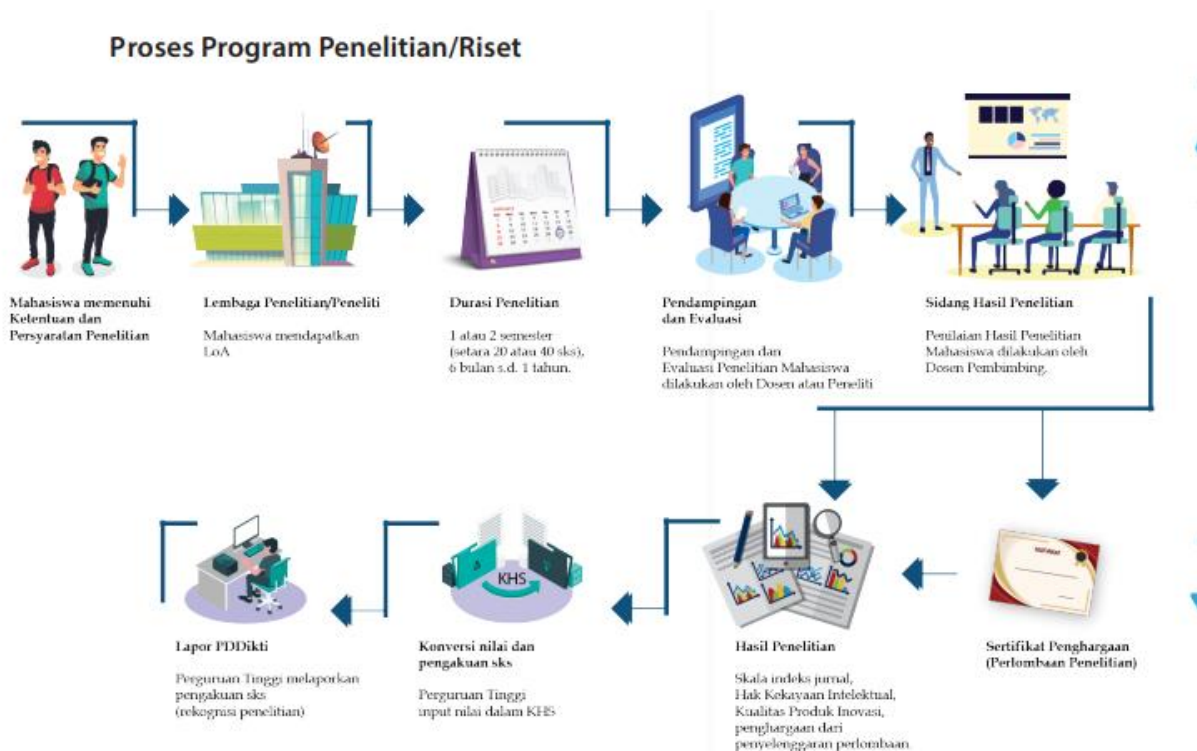 Proses Program Penelitian/Riset
Mahasiswa memenuhi
Ketentuan dan
Persyaratan Penelitian
Lembaga Penelitian/Peneliti
Mahasiswa mendapatkan
LoA
Durasi Penelitian
1 atau 2 semester
(setara 20 atau 40 sks),
6 bulan s.d. 1 tahun.
Pendampingan
dan Evaluasi
Pendampingan dan
Evaluasi Penelitian Mahasiswa
dilakukan oleh Dosen atau Peneliti
Sidang Hasil Penelitian
Penilaian Hasil Penelitian
Mahasiswa dilakukan oleh
Dosen Pembimbing.
Lapor PDDikti
Perguruan Tinggi melaporkan
pengakuan sks
(rekognisi penelitian)
KHS
Konversi nilai dan
pengakuan sks
Perguruan Tinggi
input nilai dalam KHS
Hasil Penelitian
Skala indeks jurnal,
Hak Kekayaan Intelektual,
Kualitas Produk Inovasi,
penghargaan dari
penyelenggaran perlombaan
Sertifikat Penghargaan
(Perlombaan Penelitian)